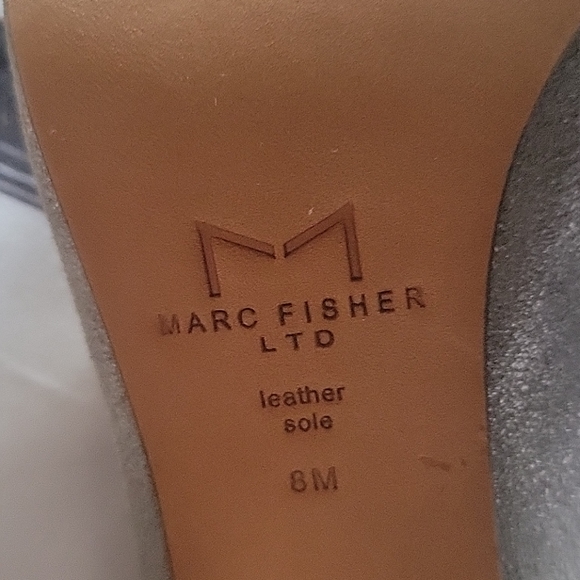 MARC FISHER
LTD
leather
sole
8M